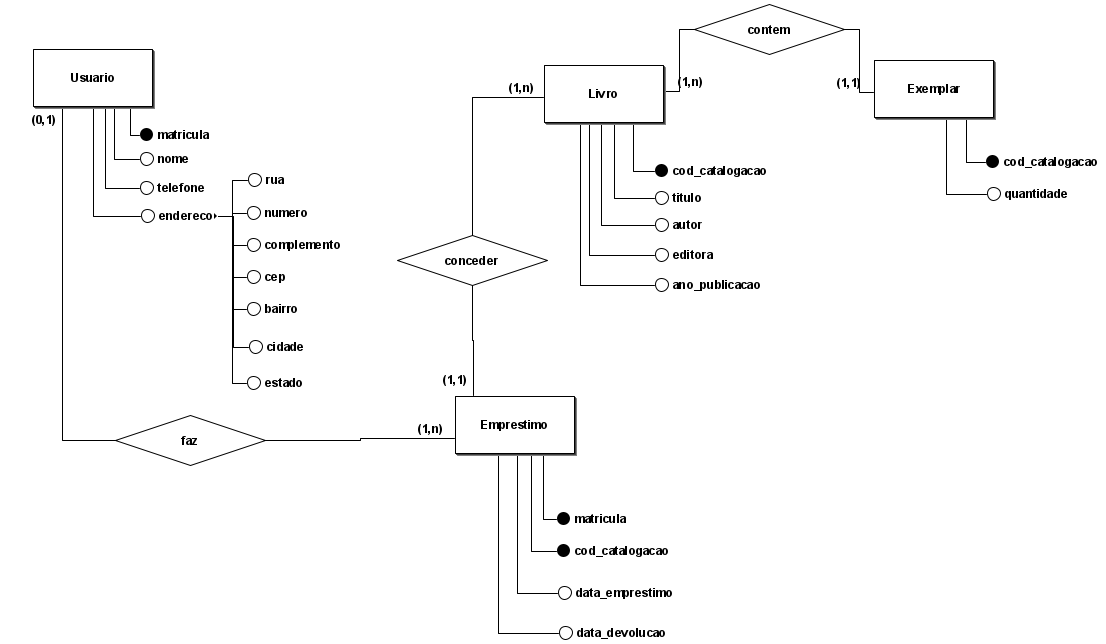 contem
Usuario
Livro
Exemplar
(1,n)
(1,n)
(1,1)
(0,1)
matricula
nome
telefone
endereco
rua
numero
complemento
cep
bairro
cidade
estado
cod_catalogacao
titulo
autor
editora
ano_publicacao
cod_catalogacao
quantidade
conceder
(1,1)
faz
(1,n)
Emprestimo
matricula
cod_catalogacao
data_emprestimo
data_devolucao